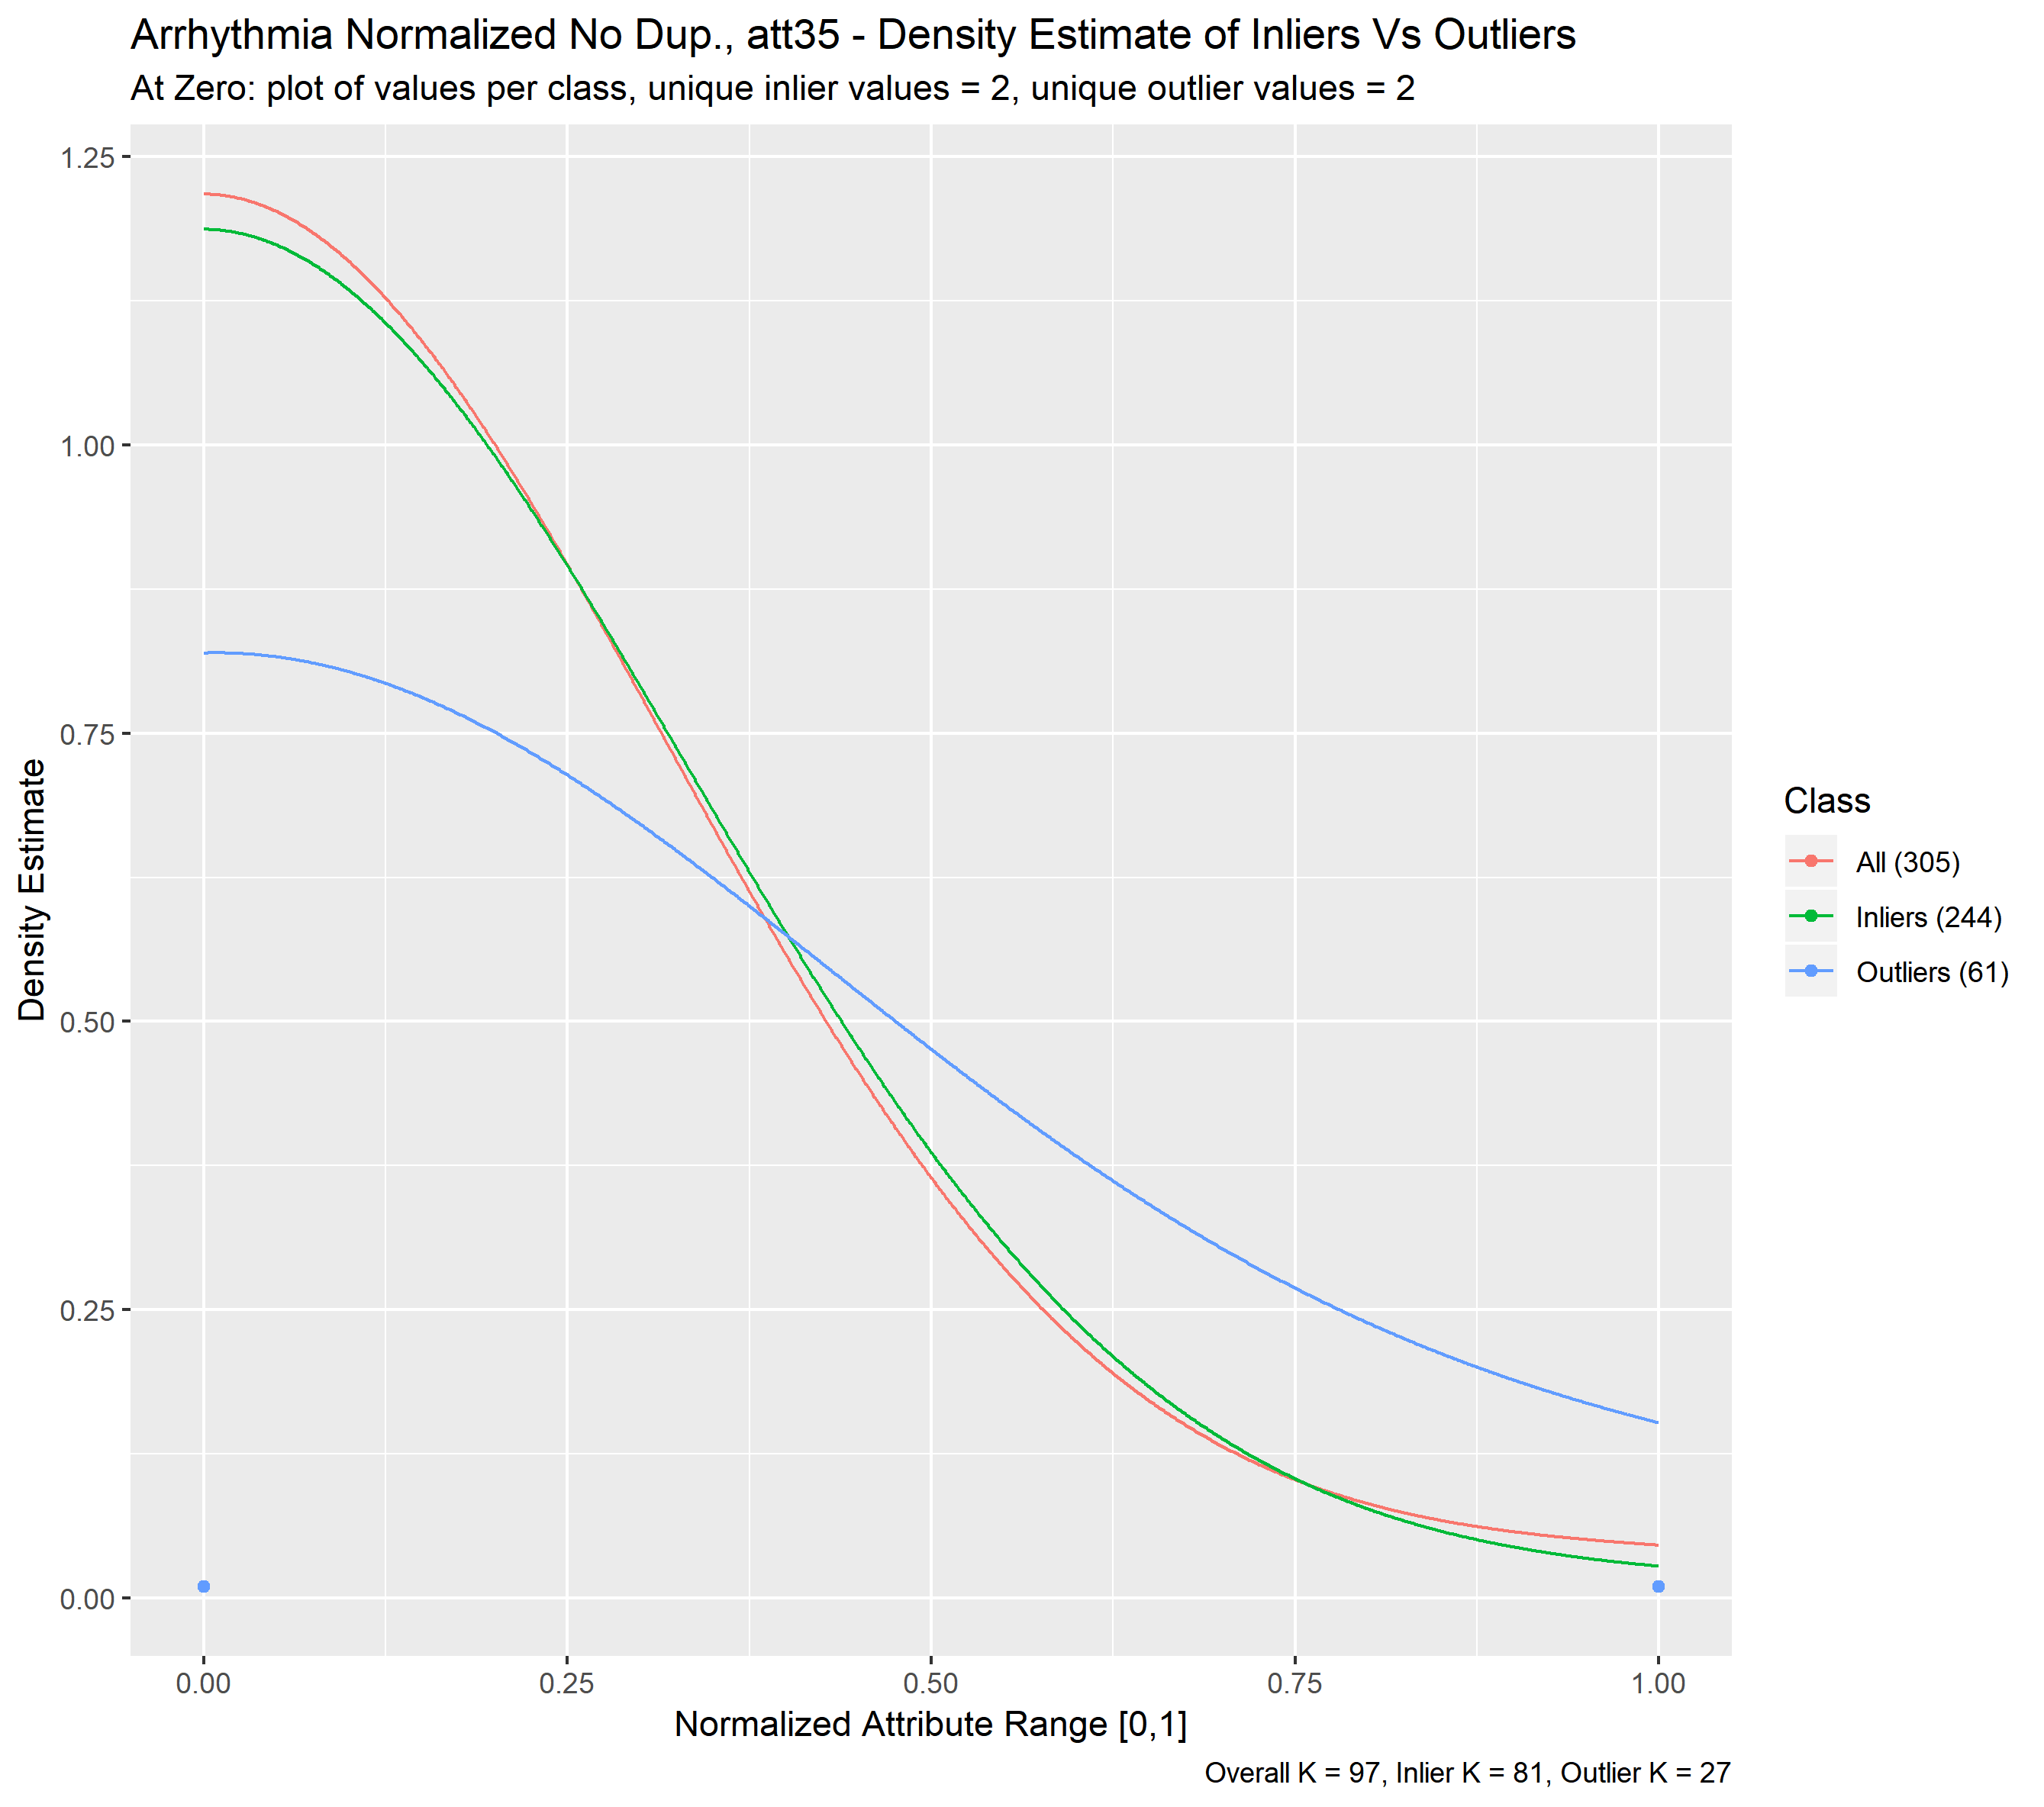 Arrhythmia Normalized No Dup., att35 - Density Estimate of Inliers Vs Outliers
At Zero: plot of values per class, unique inlier values = 2, unique outlier values = 2
1.25
1.00
0.75
0.50
0.25
0.00
Density Estimate
0.00 0.25 0.50 0.75 1.00
Normalized Attribute Range [0,1]
Class
All (305)
Inliers (244)
Outliers (61)
Overall K = 97, Inlier K = 81, Outlier K = 27